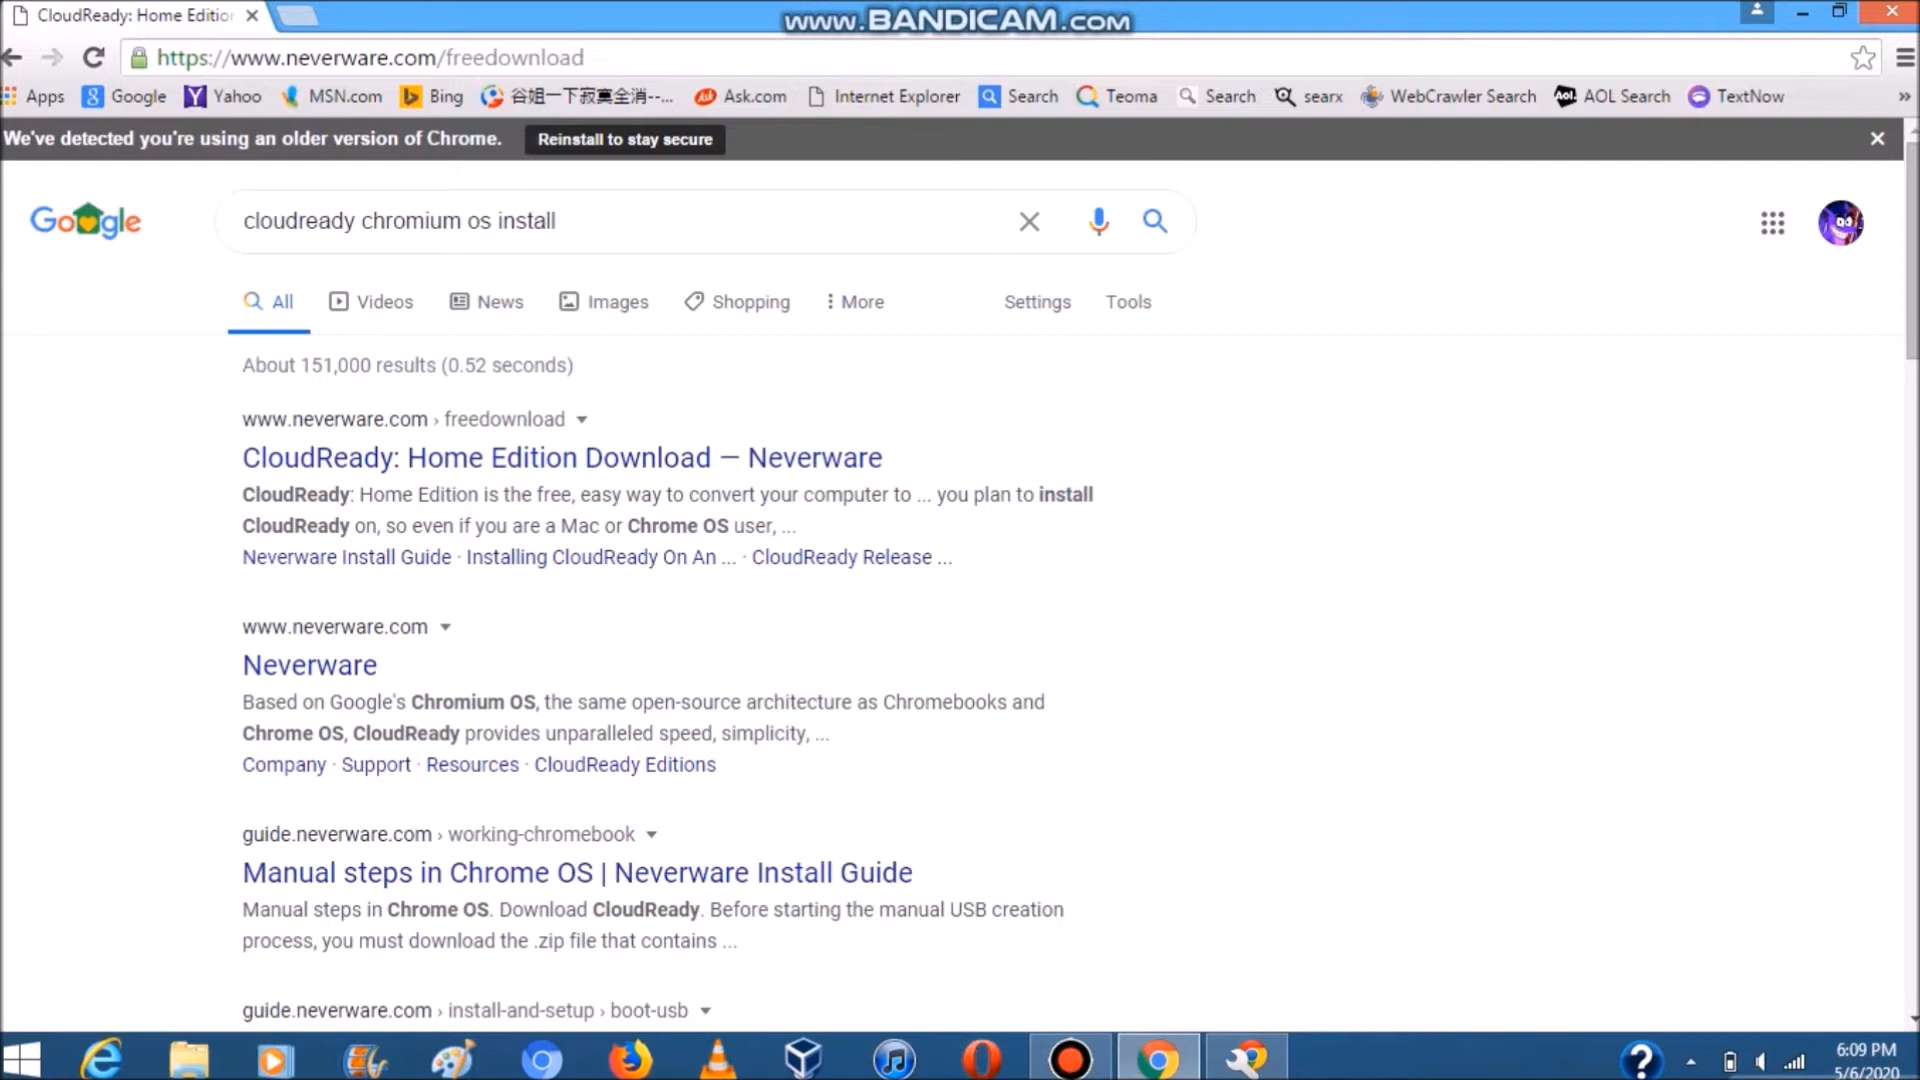 CloudReady: Home Editio
www.BANDICAM.com
https://www.neverware.com/freedownload
Apps Google Yahoo MSN.com Bing 谷姐一下寂寞全消--... Ask.com Internet Explorer Search Teoma Search searx WebCrawler Search AOL Search TextNow »
We've detected you're using an older version of Chrome. Reinstall to stay secure
Google
cloudready chromium os install
All Videos News Images Shopping More Settings Tools
About 151,000 results (0.52 seconds)
www.neverware.com › freedownload
CloudReady: Home Edition Download — Neverware
CloudReady: Home Edition is the free, easy way to convert your computer to ... you plan to install
CloudReady on, so even if you are a Mac or Chrome OS user, ...
Neverware Install Guide · Installing CloudReady On An ... · CloudReady Release ...
www.neverware.com
Neverware
Based on Google's Chromium OS, the same open-source architecture as Chromebooks and
Chrome OS, CloudReady provides unparalleled speed, simplicity, ...
Company · Support · Resources · CloudReady Editions
guide.neverware.com › working-chromebook
Manual steps in Chrome OS | Neverware Install Guide
Manual steps in Chrome OS. Download CloudReady. Before starting the manual USB creation
process, you must download the .zip file that contains ...
guide.neverware.com › install-and-setup › boot-usb
6:09 PM
5/6/2020